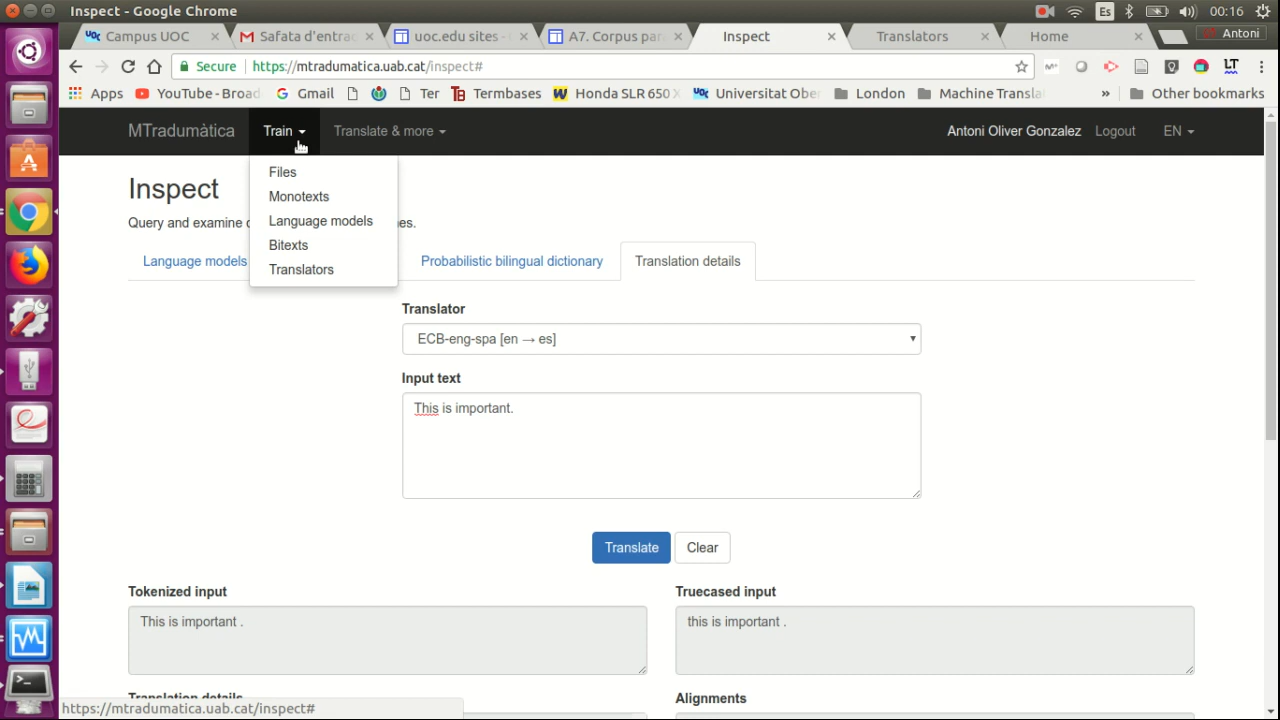 Inspect - Google Chrome
Es
00:16
Campus UOC
Safata d'entrad
uoc.edu sites -
A7. Corpus par
Inspect
Translators
Home
Antoni
Secure
https://mtradumatica.uab.cat/inspect#
Apps
YouTube - Broad
Gmail
Ter
Termbases
Honda SLR 650
Universitat Ober
London
Machine Transla
»
Other bookmarks
MTradumàtica
Train
Translate & more
Antoni Oliver Gonzalez
Logout
EN
Files
Monotexts
Language models
Bitexts
Translators
Inspect
Query and examine
es.
Language models
Probabilistic bilingual dictionary
Translation details
Translator
ECB-eng-spa [en → es]
Input text
This is important.
Translate
Clear
Tokenized input
Truecased input
This is important .
this is important .
Translation details
Alignments
https://mtradumatica.uab.cat/inspect#